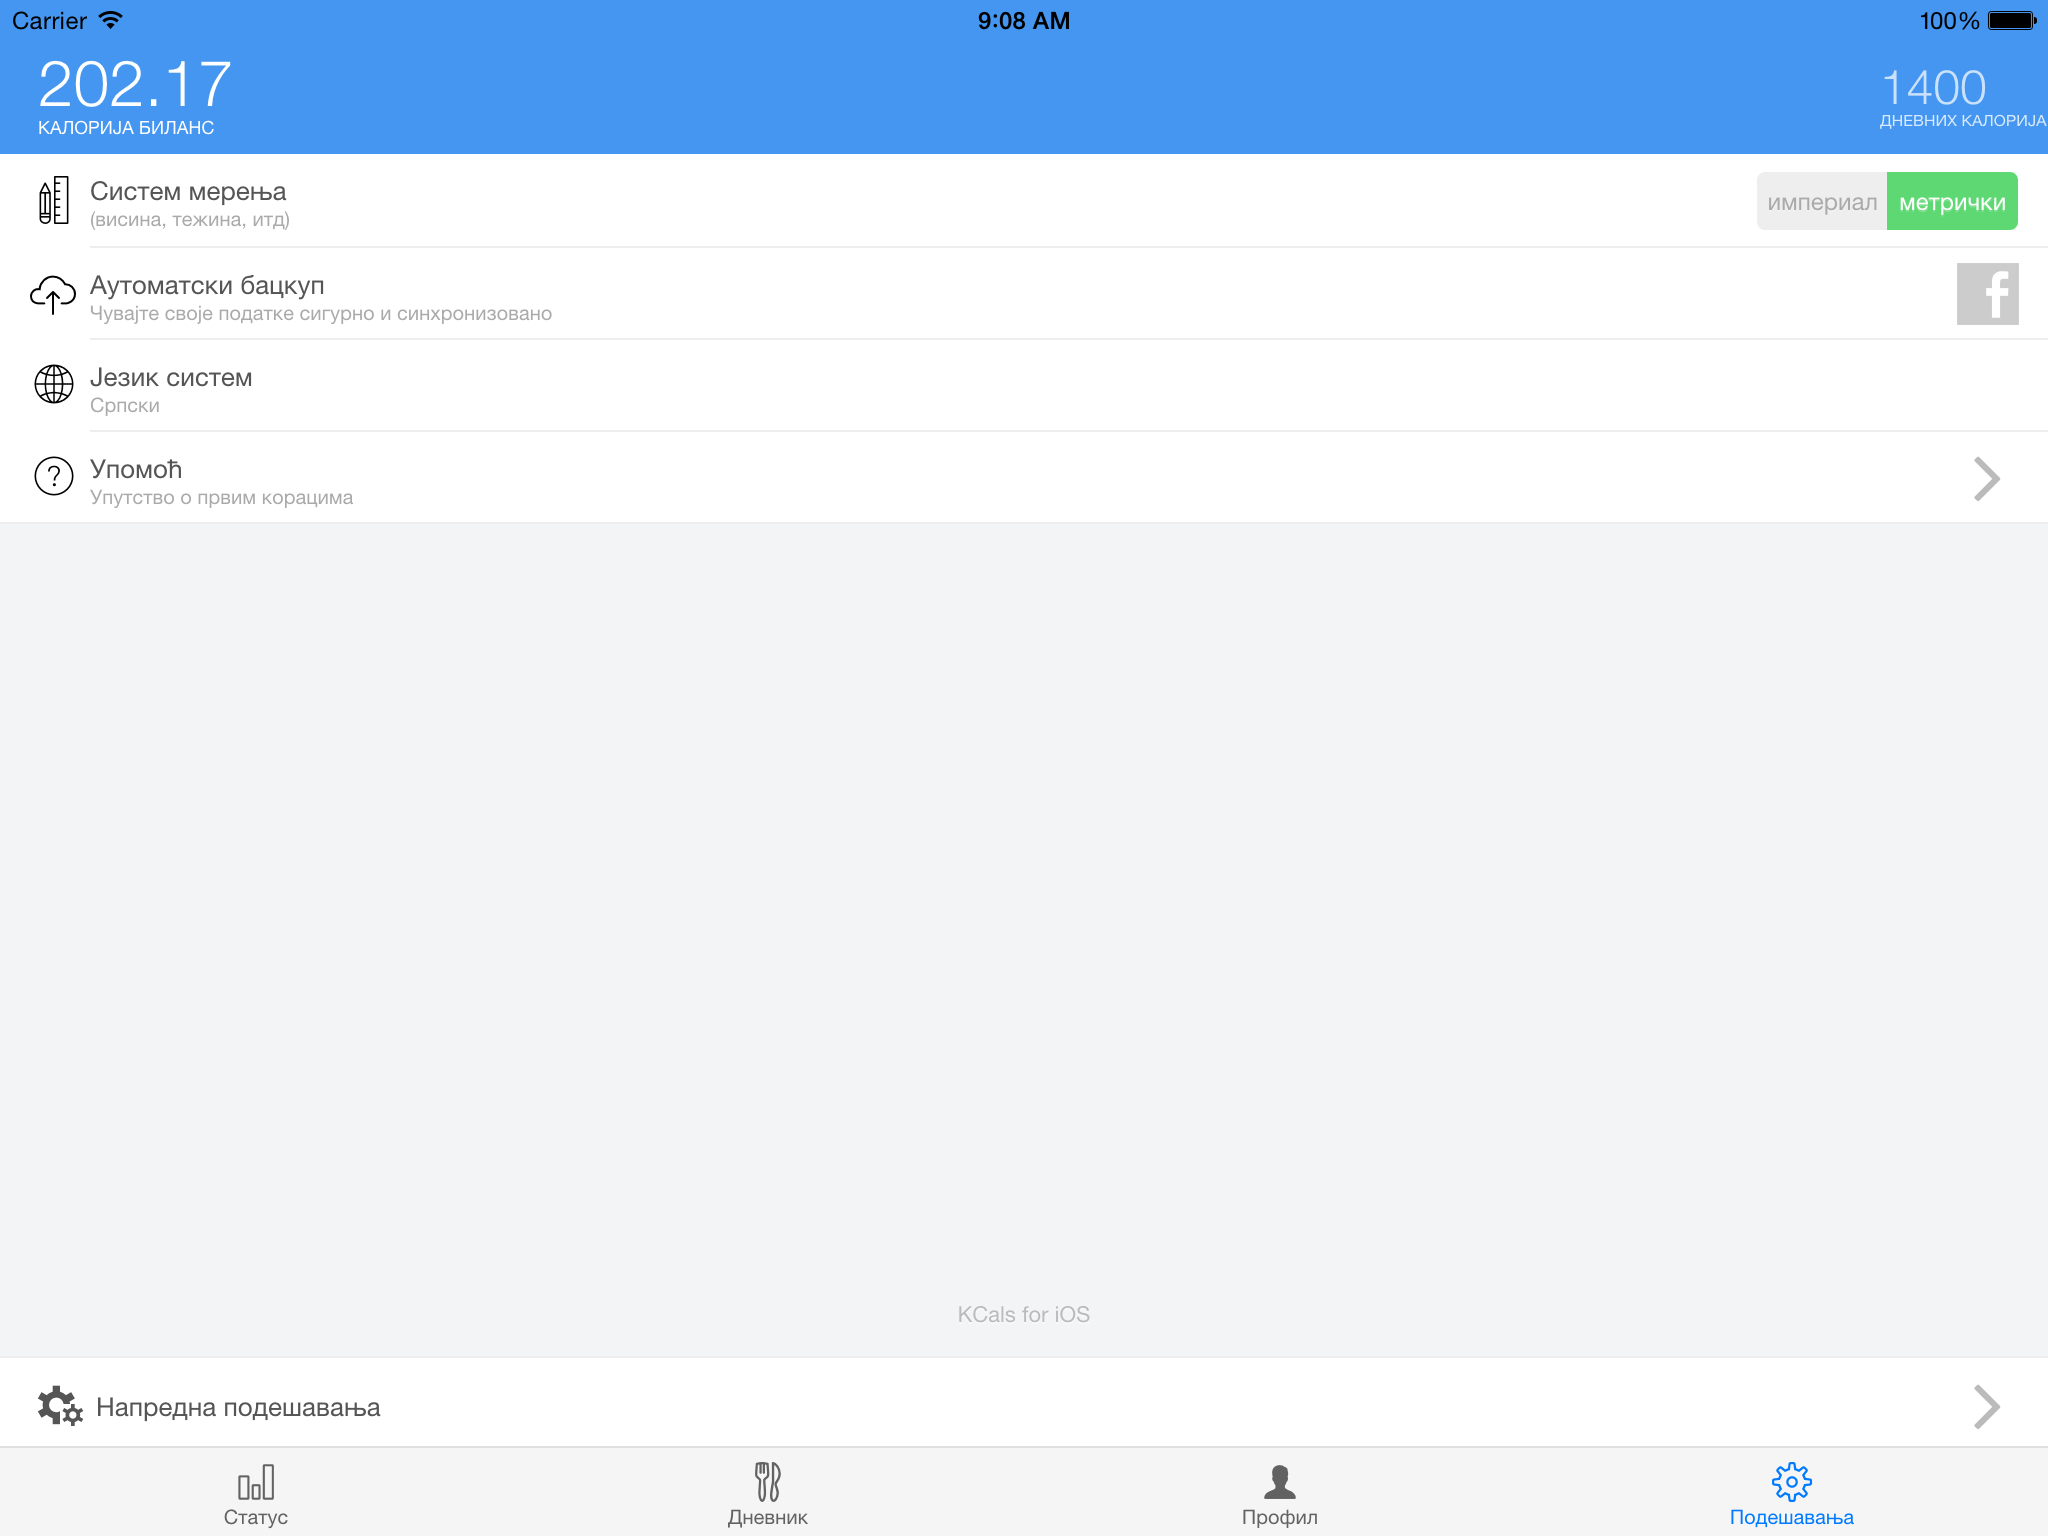 Carrier
9:08 AM
100%
202.17
КАЛОРИЈА БИЛАНС
1400
ДНЕВНИХ КАЛОРИЈА
Систем мерења
(висина, тежина, итд)
империал
метрички
Аутоматски бацкуп
Чувајте своје податке сигурно и синхронизовано
Језик систем
Српски
Упомоћ
Упутство о првим корацима
KCals for iOS
Напредна подешавања
Статус
Дневник
Профил
Подешавања